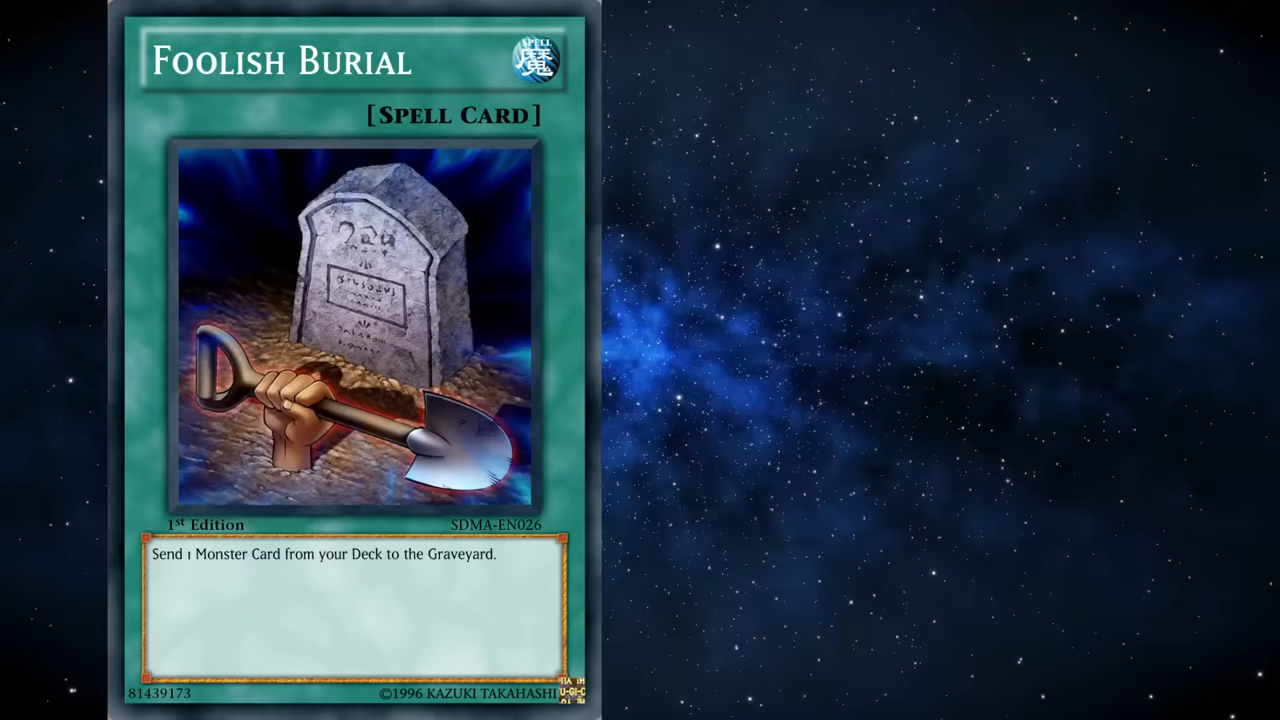 FOOLISH BURIAL
SPELL
魔
[SPELL CARD]
1st Edition
SDMA-EN026
Send 1 Monster Card from your Deck to the Graveyard.
81439173
©1996 KAZUKI TAKAHASHI